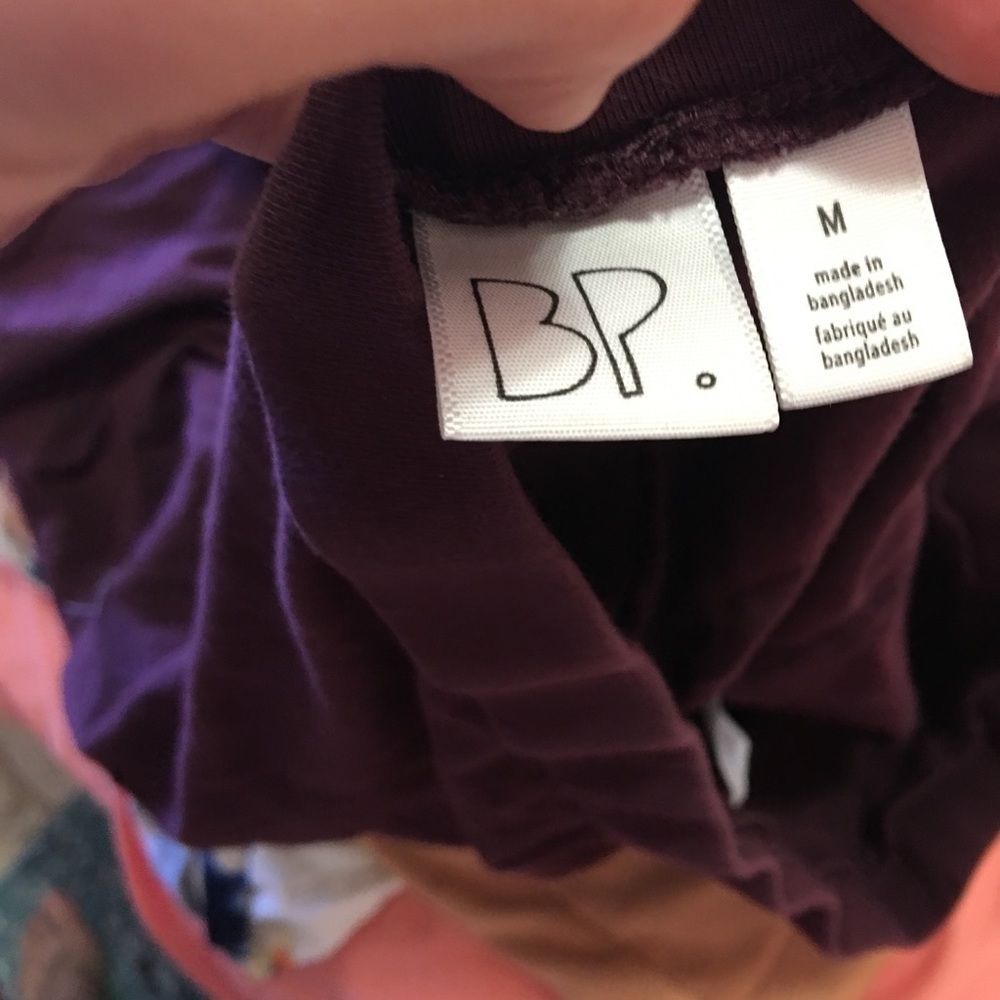 BP.
M
made in
bangladesh
fabriqué au
bangladesh